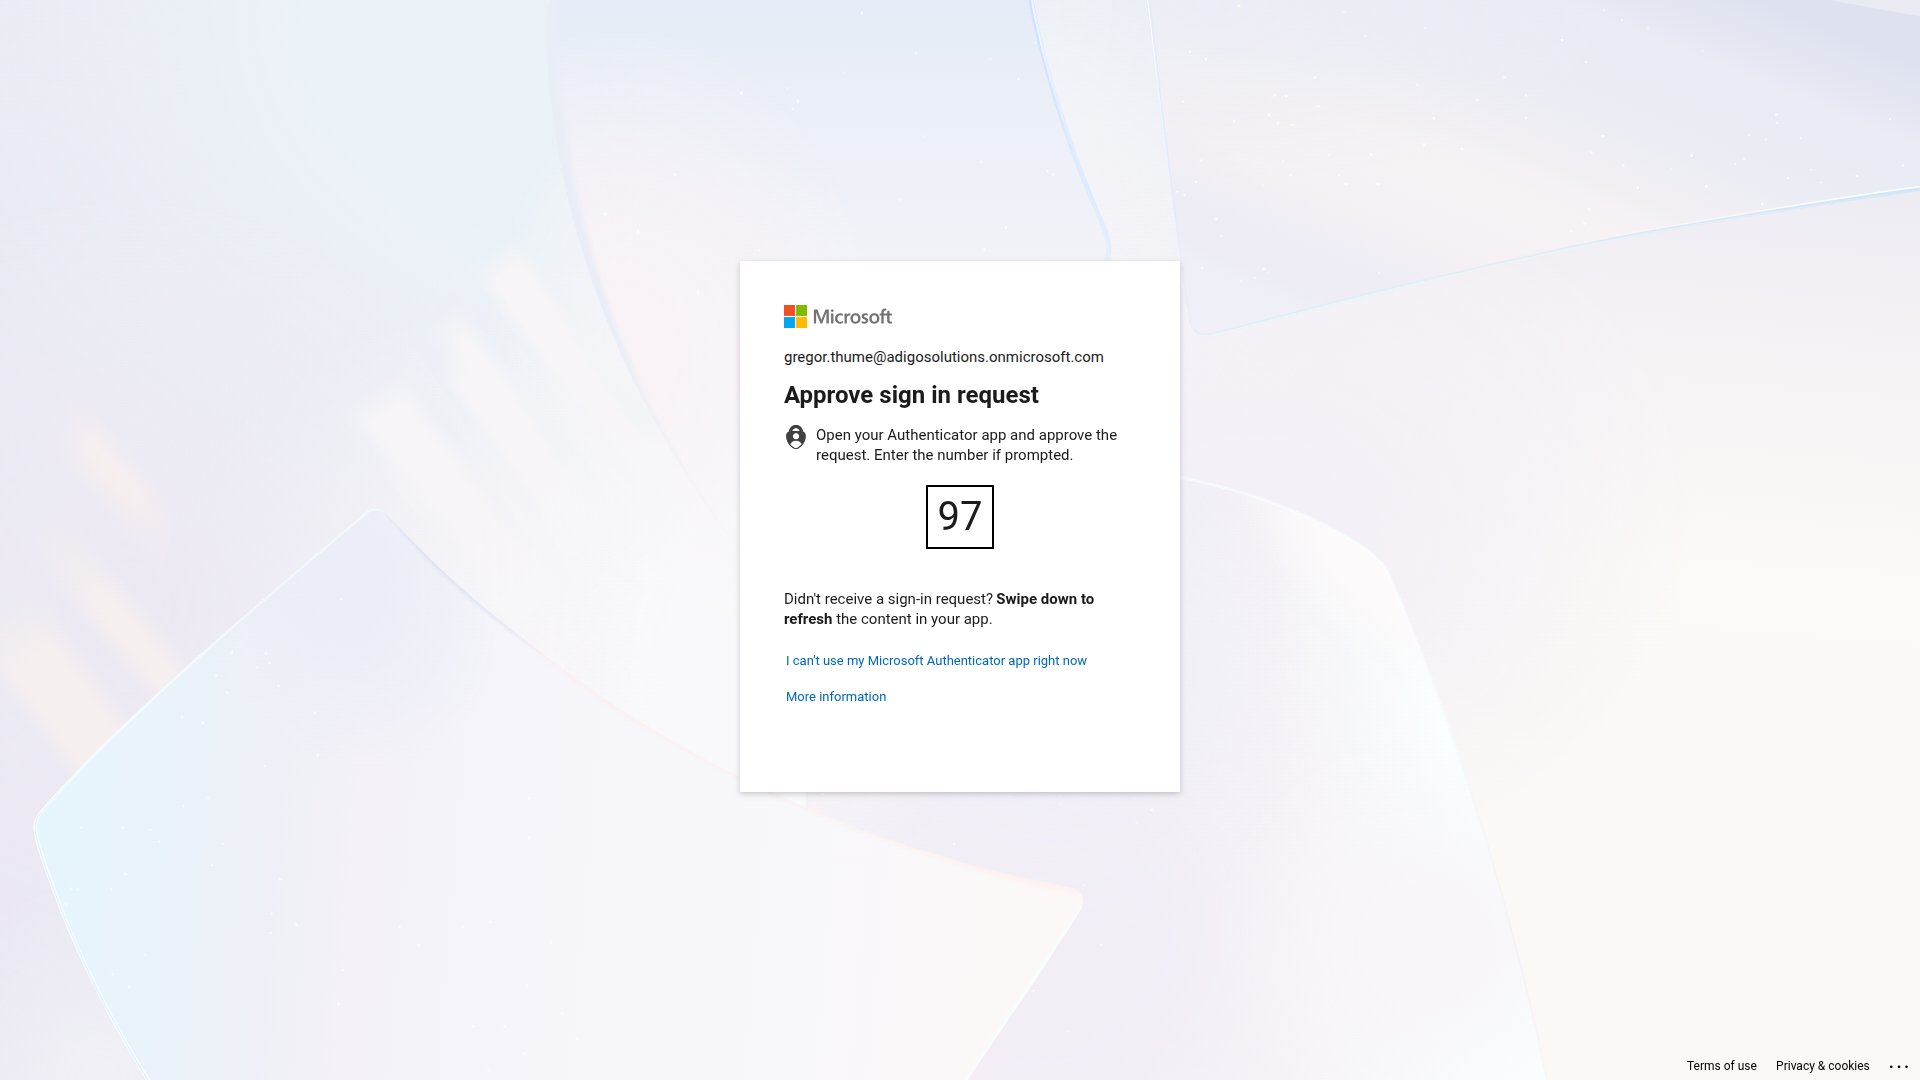 Microsoft
gregor.thume@adigosolutions.onmicrosoft.com
Approve sign in request
Open your Authenticator app and approve the
request. Enter the number if prompted.
97
Didn't receive a sign-in request? Swipe down to
refresh the content in your app.
I can't use my Microsoft Authenticator app right now
More information
Terms of use Privacy & cookies ...